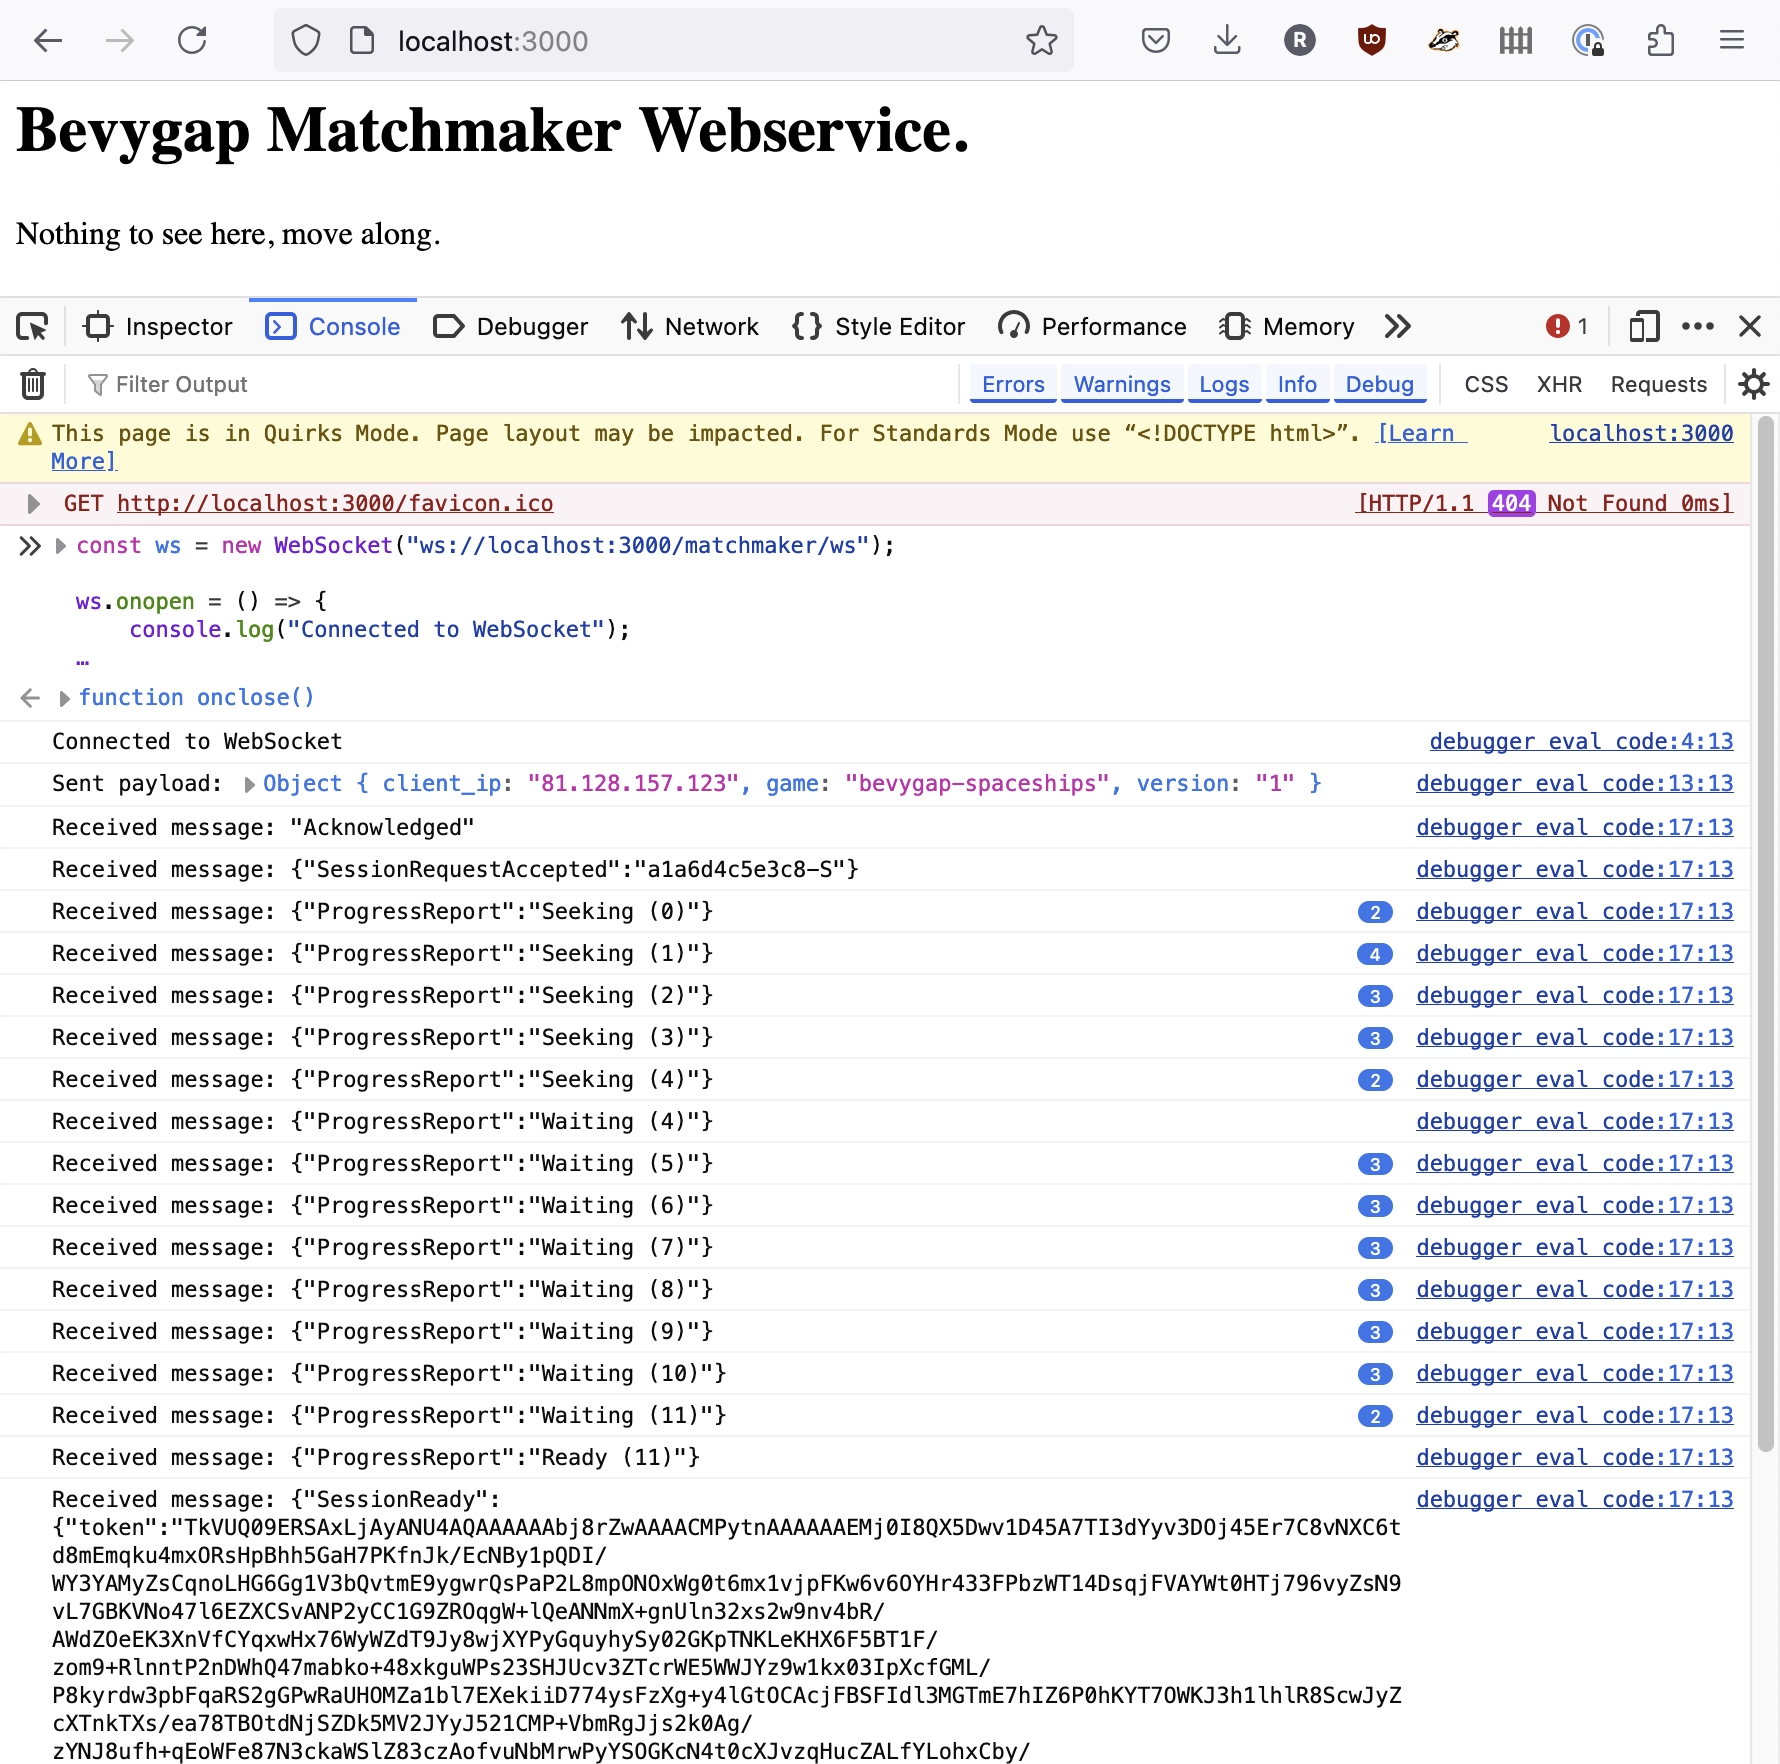 localhost:3000
R
UO
Bevygap Matchmaker Webservice.
Nothing to see here, move along.
Inspector Console Debugger Network Style Editor Performance Memory 1
Filter Output Errors Warnings Logs Info Debug CSS XHR Requests
This page is in Quirks Mode. Page layout may be impacted. For Standards Mode use “<!DOCTYPE html>”. [Learn localhost:3000
More]
GET http://localhost:3000/favicon.ico [HTTP/1.1 404 Not Found 0ms]
const ws = new WebSocket("ws://localhost:3000/matchmaker/ws");
ws.onopen = () => {
console.log("Connected to WebSocket");
…
function onclose()
Connected to WebSocket debugger eval code:4:13
Sent payload: Object { client_ip: "81.128.157.123", game: "bevygap-spaceships", version: "1" } debugger eval code:13:13
Received message: "Acknowledged" debugger eval code:17:13
Received message: {"SessionRequestAccepted":"a1a6d4c5e3c8-S"} debugger eval code:17:13
Received message: {"ProgressReport":"Seeking (0)"} 2 debugger eval code:17:13
Received message: {"ProgressReport":"Seeking (1)"} 4 debugger eval code:17:13
Received message: {"ProgressReport":"Seeking (2)"} 3 debugger eval code:17:13
Received message: {"ProgressReport":"Seeking (3)"} 3 debugger eval code:17:13
Received message: {"ProgressReport":"Seeking (4)"} 2 debugger eval code:17:13
Received message: {"ProgressReport":"Waiting (4)"} debugger eval code:17:13
Received message: {"ProgressReport":"Waiting (5)"} 3 debugger eval code:17:13
Received message: {"ProgressReport":"Waiting (6)"} 3 debugger eval code:17:13
Received message: {"ProgressReport":"Waiting (7)"} 3 debugger eval code:17:13
Received message: {"ProgressReport":"Waiting (8)"} 3 debugger eval code:17:13
Received message: {"ProgressReport":"Waiting (9)"} 3 debugger eval code:17:13
Received message: {"ProgressReport":"Waiting (10)"} 3 debugger eval code:17:13
Received message: {"ProgressReport":"Waiting (11)"} 2 debugger eval code:17:13
Received message: {"ProgressReport":"Ready (11)"} debugger eval code:17:13
Received message: {"SessionReady": debugger eval code:17:13
{"token":"TkVUQ09ERSAxLjAyANU4AQAAAAAAbj8rZwAAAACMPytnAAAAAAEMj0I8QX5Dwv1D45A7TI3dYyv3DOj45Er7C8vNXC6t
d8mEmqku4mxORsHpBhh5GaH7PKfnJk/EcNBy1pQDI/
WY3YAMyZsCqnoLHG6Gg1V3bQvtmE9ygwrQsPaP2L8mpONOxWg0t6mx1vjpFKw6v6OYHr433FPbzWT14DsqjFVAYWt0HTj796vyZsN9
vL7GBKVNo47l6EZXCSvANP2yCC1G9ZROqgW+lQeANNmX+gnUln32xs2w9nv4bR/
AWdZOeEK3XnVfCYqxwHx76WyWZdT9Jy8wjXYPyGquyhySy02GKpTNKLeKHX6F5BT1F/
zom9+RlnntP2nDWhQ47mabko+48xkguWPs23SHJUcv3ZTcrWE5WWJYz9w1kx03IpXcfGML/
P8kyrdw3pbFqaRS2gGPwRaUHOMZa1bl7EXekiiD774ysFzXg+y4lGtOCAcjFBSFIdl3MGTmE7hIZ6P0hKYT7OWKJ3h1lhlR8ScwJyZ
cXTnkTXs/ea78TBOtdNjSZDk5MV2JYyJ521CMP+VbmRgJjs2k0Ag/
zYNJ8ufh+qEoWFe87N3ckaWSlZ83czAofvuNbMrwPyYSOGKcN4t0cXJvzqHucZALfYLohxCby/